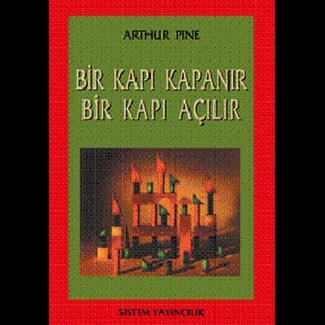 ARTHUR PINE
BİR KAPI KAPANIR
BİR KAPI AÇILIR
SİSTEM YAYINCILIK